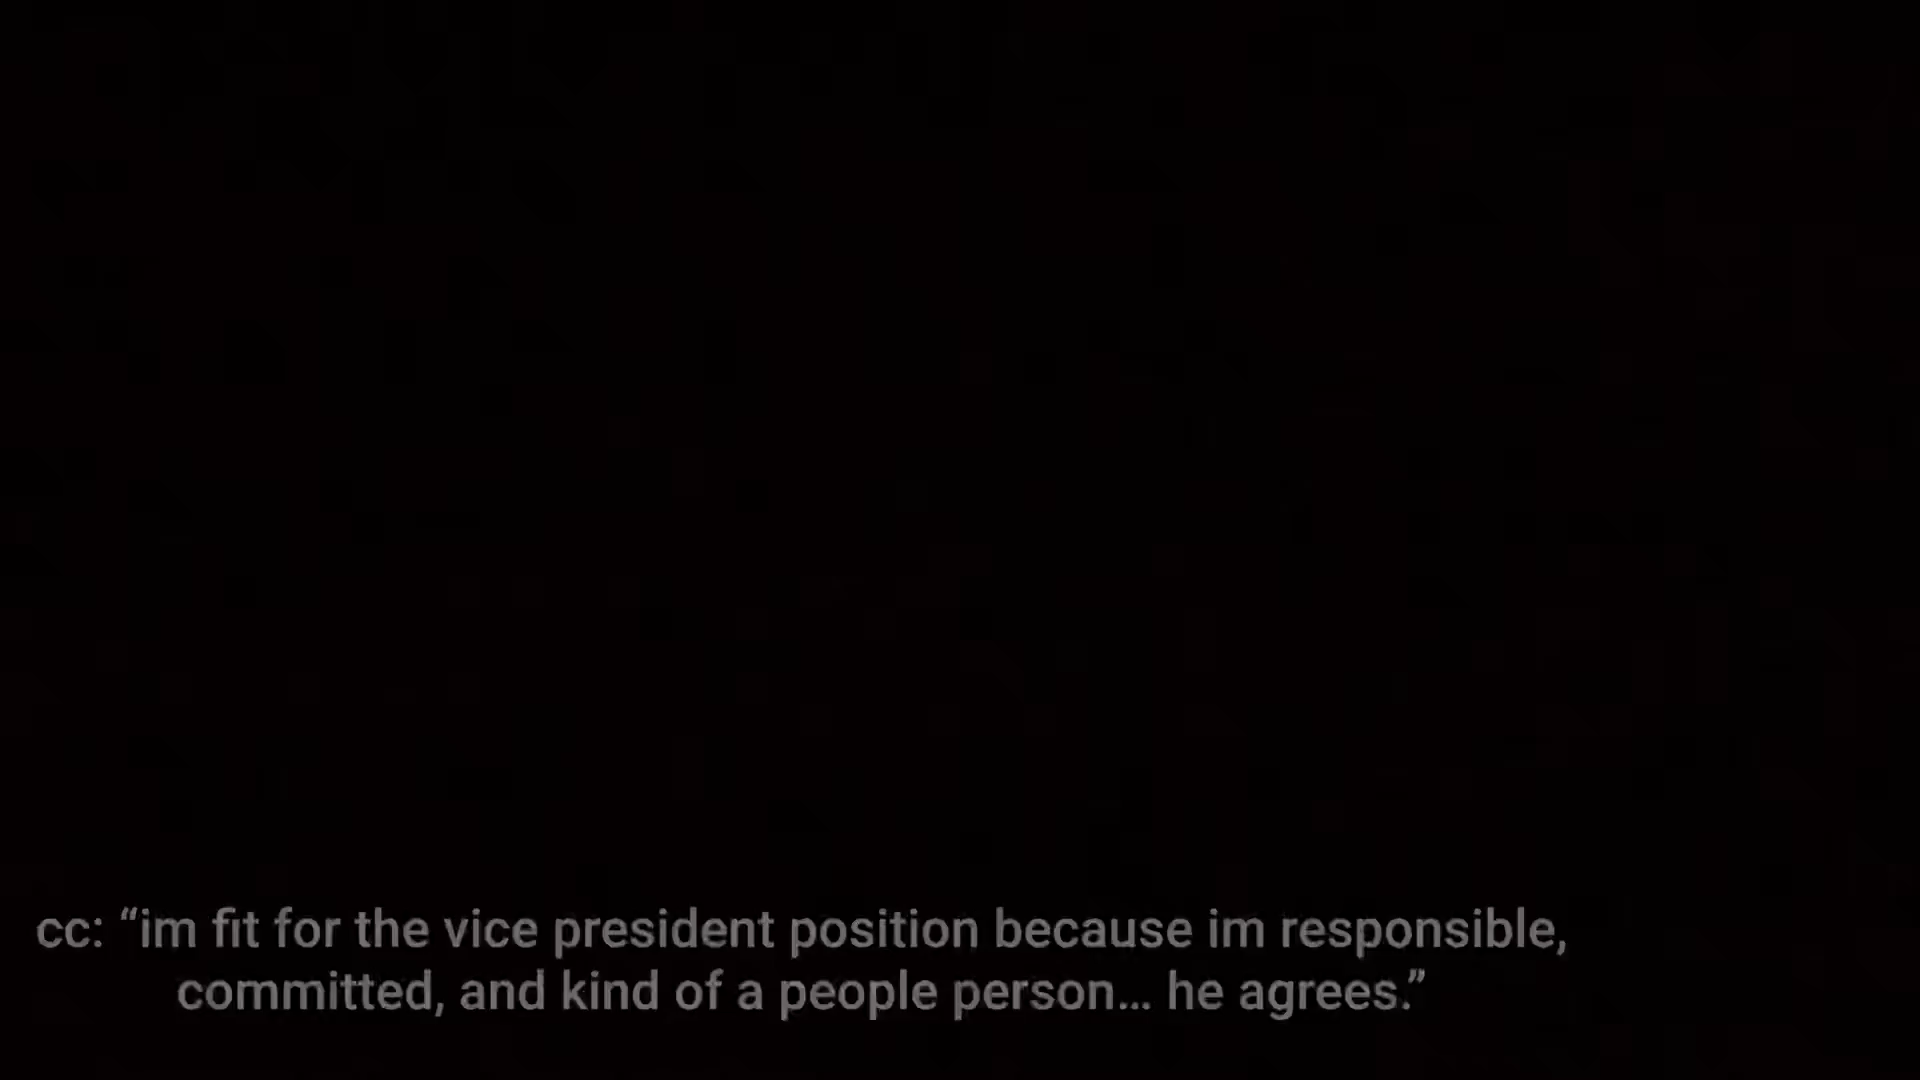 cc: “im fit for the vice president position because im responsible,
committed, and kind of a people person... he agrees.”